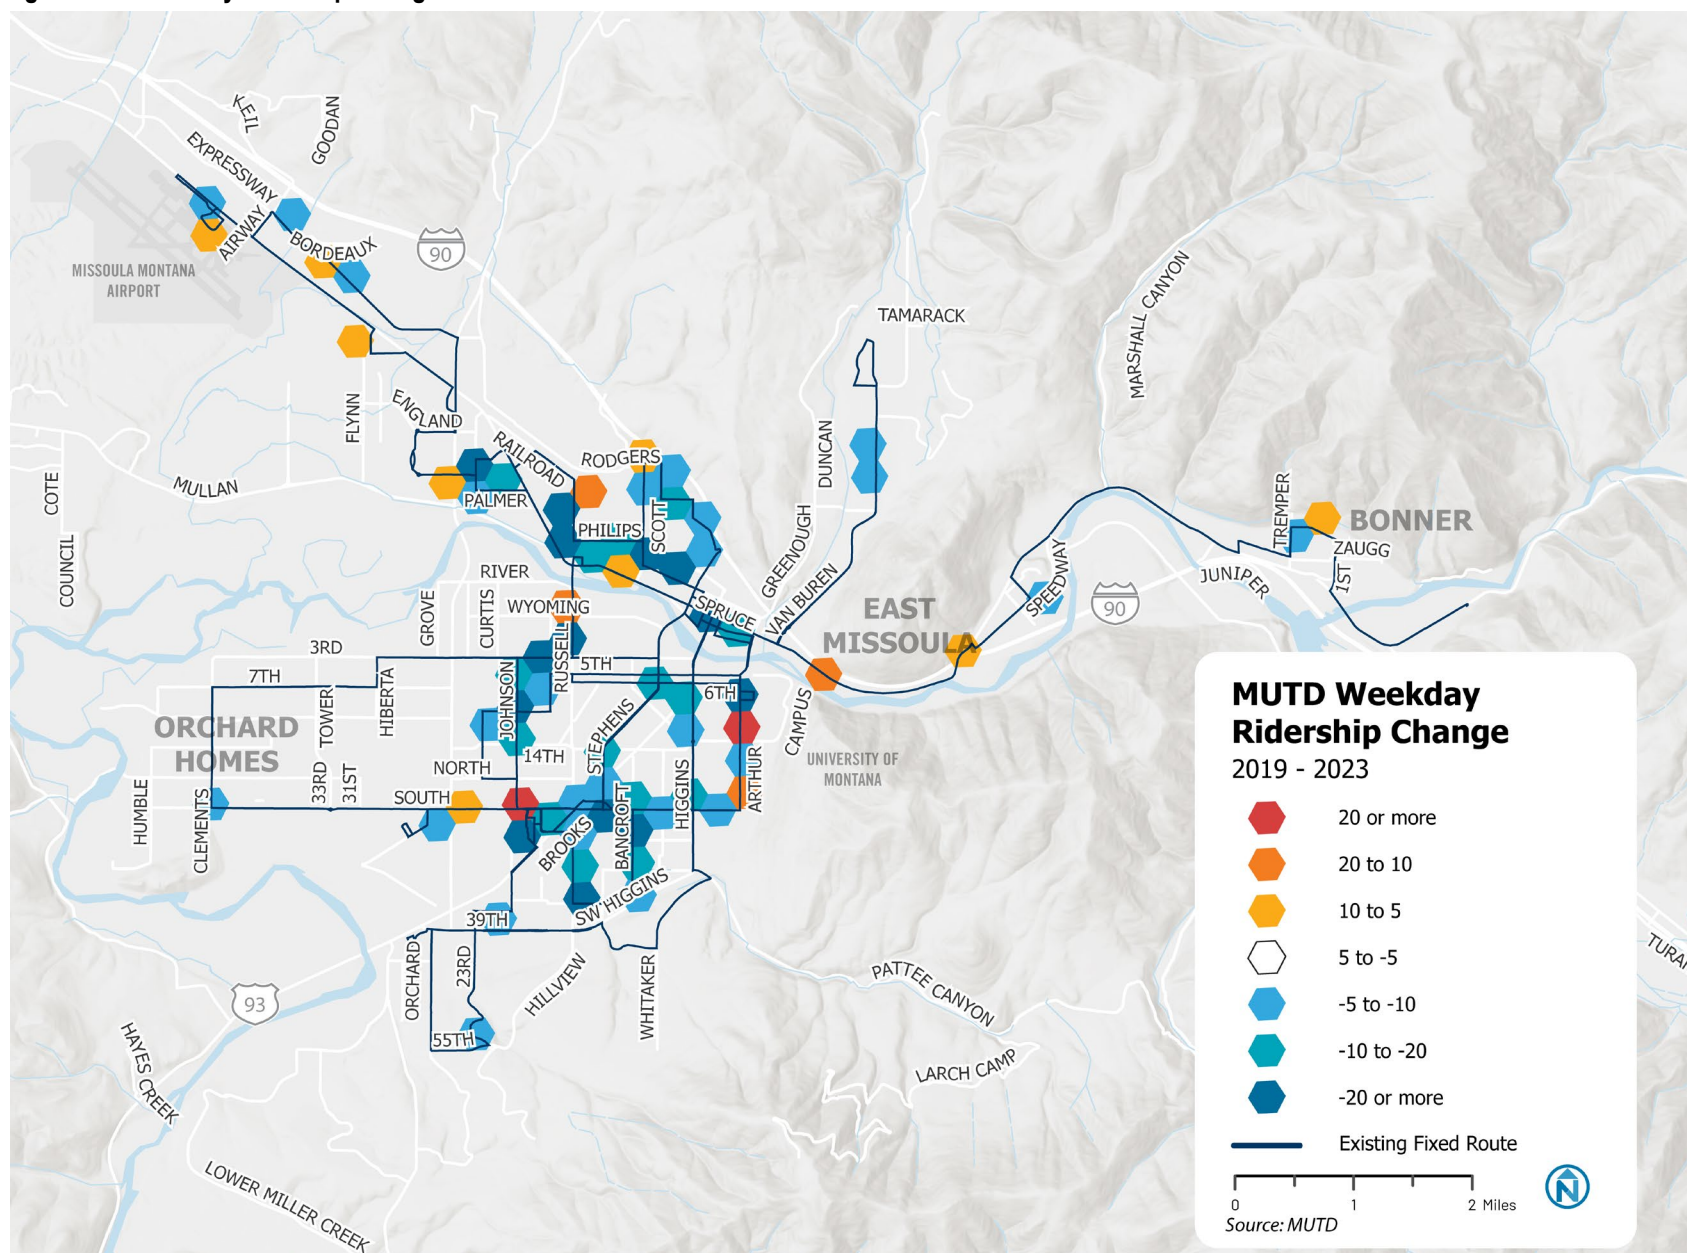 KEIL
GOODAN
EXPRESSWAY
AIRWAY
BORDEAUX
90
MISSOULA MONTANA
AIRPORT
TAMARACK
MARSHALL CANYON
FLYNN
ENGLAND
RAILROAD
RODGERS
DUNCAN
COTE
MULLAN
PALMER
SCOTT
PHILIPS
TREMPER
BONNER
ZAUGG
COUNCIL
GREENOUGH
SPEEDWAY
JUNIPER
1ST
RIVER
GROVE
CURTIS
WYOMING
SPRUCE
VAN BUREN
EAST
MISSOULA
90
3RD
RUSSELL
5TH
7TH
HIBERTA
TOWER
JOHNSON
6TH
STEPHENS
CAMPUS
ORCHARD
HOMES
14TH
NORTH
UNIVERSITY OF
MONTANA
ARTHUR
HIGGINS
33RD
31ST
SOUTH
HUMBLE
CLEMENTS
BROOKS
BANCROFT
SW HIGGINS
39TH
ORCHARD
23RD
HILLVIEW
WHITAKER
PATTEE CANYON
93
55TH
HAYES CREEK
LARCH CAMP
LOWER MILLER CREEK
MUTD Weekday
Ridership Change
2019 - 2023
20 or more
20 to 10
10 to 5
5 to -5
-5 to -10
-10 to -20
-20 or more
Existing Fixed Route
0 1 2 Miles
N
Source: MUTD